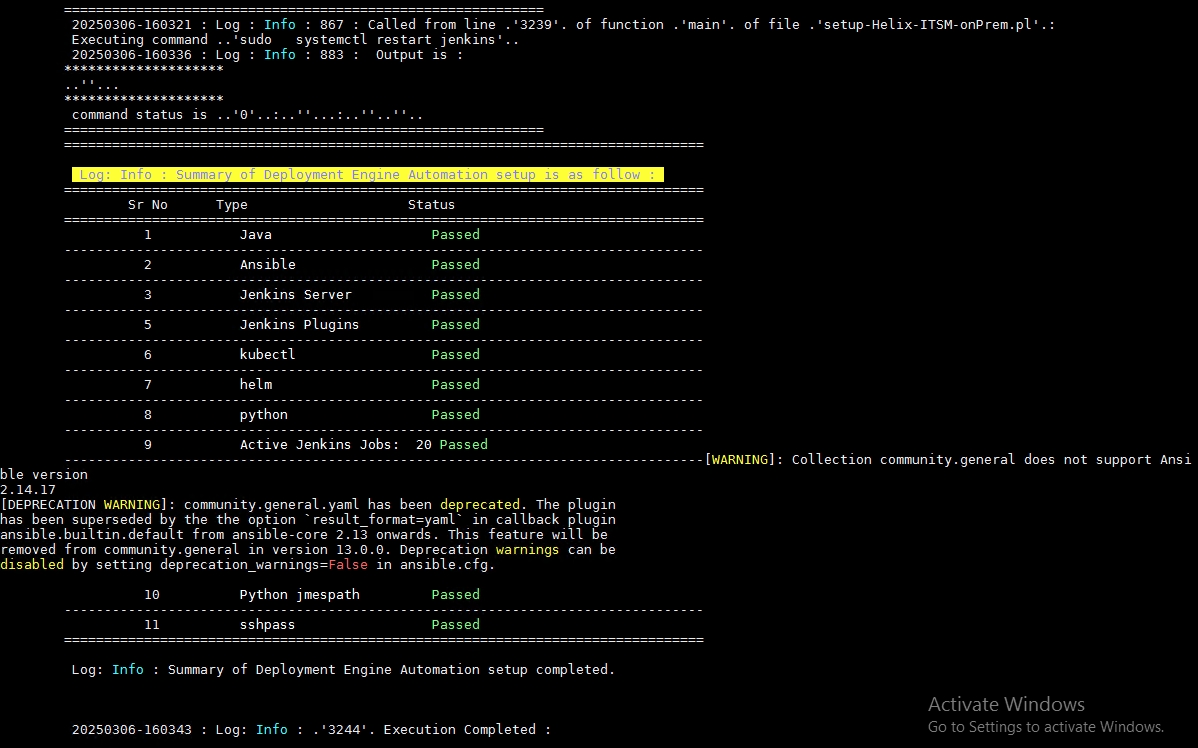 ============================================================
20250306-160321 : Log : Info : 867 : Called from line .'3239'. of function .'main'. of file .'setup-Helix-ITSM-onPrem.pl'.:
Executing command ..'sudo   systemctl restart jenkins'..
20250306-160336 : Log : Info : 883 :  Output is :
********************
..''...
********************
command status is ..'0'..:..''...:..''..''..
============================================================
================================================================================
Log: Info : Summary of Deployment Engine Automation setup is as follow :
================================================================================
Sr No      Type                    Status
================================================================================
1           Java                    Passed
--------------------------------------------------------------------------------
2           Ansible                 Passed
--------------------------------------------------------------------------------
3           Jenkins Server          Passed
--------------------------------------------------------------------------------
5           Jenkins Plugins         Passed
--------------------------------------------------------------------------------
6           kubectl                 Passed
--------------------------------------------------------------------------------
7           helm                    Passed
--------------------------------------------------------------------------------
8           python                  Passed
--------------------------------------------------------------------------------
9           Active Jenkins Jobs:  20 Passed
--------------------------------------------------------------------------------[WARNING]: Collection community.general does not support Ansi
ble version
2.14.17
[DEPRECATION WARNING]: community.general.yaml has been deprecated. The plugin
has been superseded by the the option `result_format=yaml` in callback plugin
ansible.builtin.default from ansible-core 2.13 onwards. This feature will be
removed from community.general in version 13.0.0. Deprecation warnings can be
disabled by setting deprecation_warnings=False in ansible.cfg.
10          Python jmespath         Passed
--------------------------------------------------------------------------------
11          sshpass                 Passed
================================================================================
Log: Info : Summary of Deployment Engine Automation setup completed.
Activate Windows
Go to Settings to activate Windows.
20250306-160343 : Log: Info : .'3244'. Execution Completed :